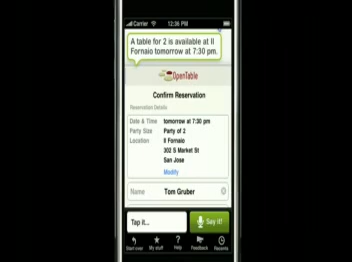 Carrier 12:36 PM
A table for 2 is available at Il
Fornaio tomorrow at 7:30 pm.
OpenTable
Confirm Reservation
Reservation Details
Date & Time tomorrow at 7:30 pm
Party Size Party of 2
Location Il Fornaio
302 S Market St
San Jose
Modify
Name Tom Gruber
Tap it... Say it!
Start over My stuff Help Feedback Recents